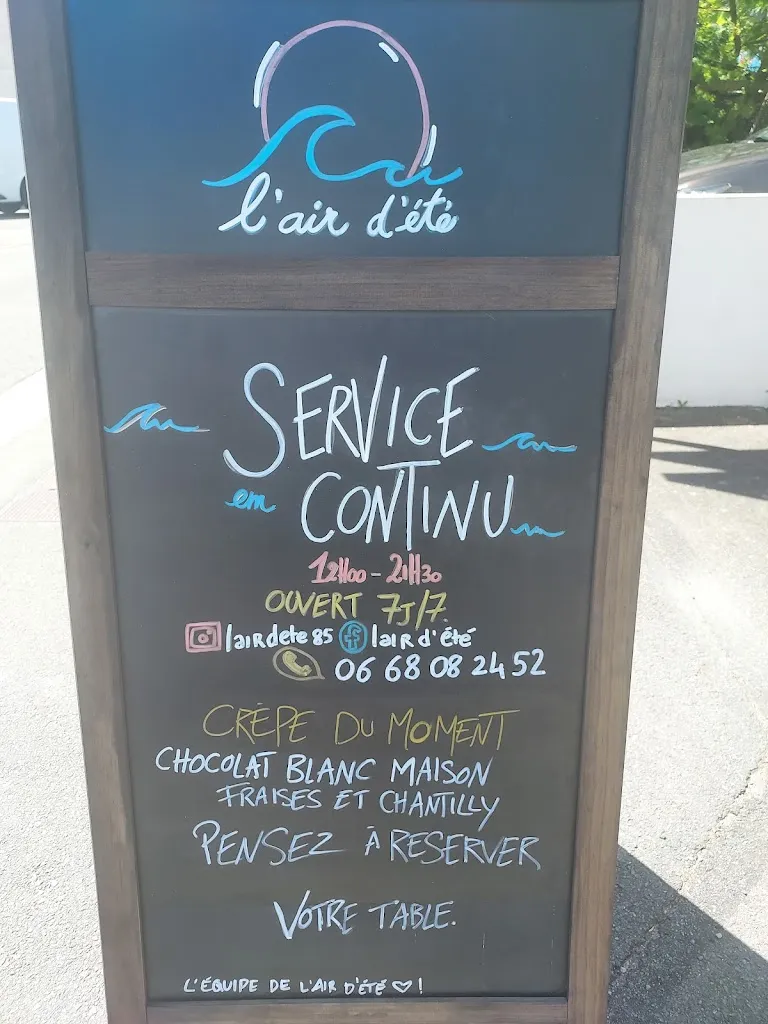 l'air d'été
SERVICE
en CONTINU
12H00 - 21H30
OUVERT 7J/7.
lairdete85 lair d'été
06 68 08 24 52
CRÊPE DU MOMENT
CHOCOLAT BLANC MAISON
FRAISES ET CHANTILLY
PENSEZ À RESERVER
VOTRE TABLE.
L'ÉQUIPE DE L'AIR D'ÉTÉ ♡ !